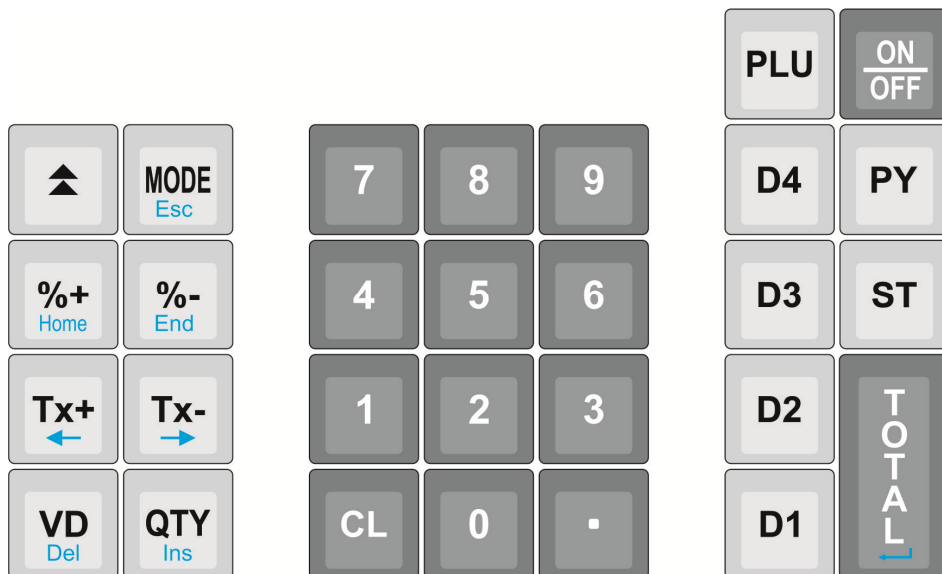 PLU
ON
OFF
MODE
Esc
7
8
9
D4
PY
%+
Home
%-
End
4
5
6
D3
ST
Tx+
Tx-
1
2
3
D2
TOTAL
VD
Del
QTY
Ins
CL
0
.
D1